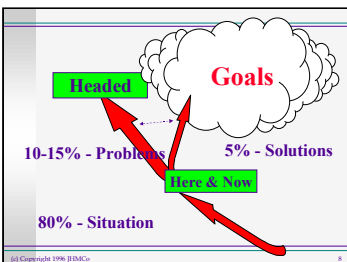 Goals
Headed
10-15% - Problems
5% - Solutions
Here & Now
80% - Situation
(c) Copyright 1996 JHMCo
8